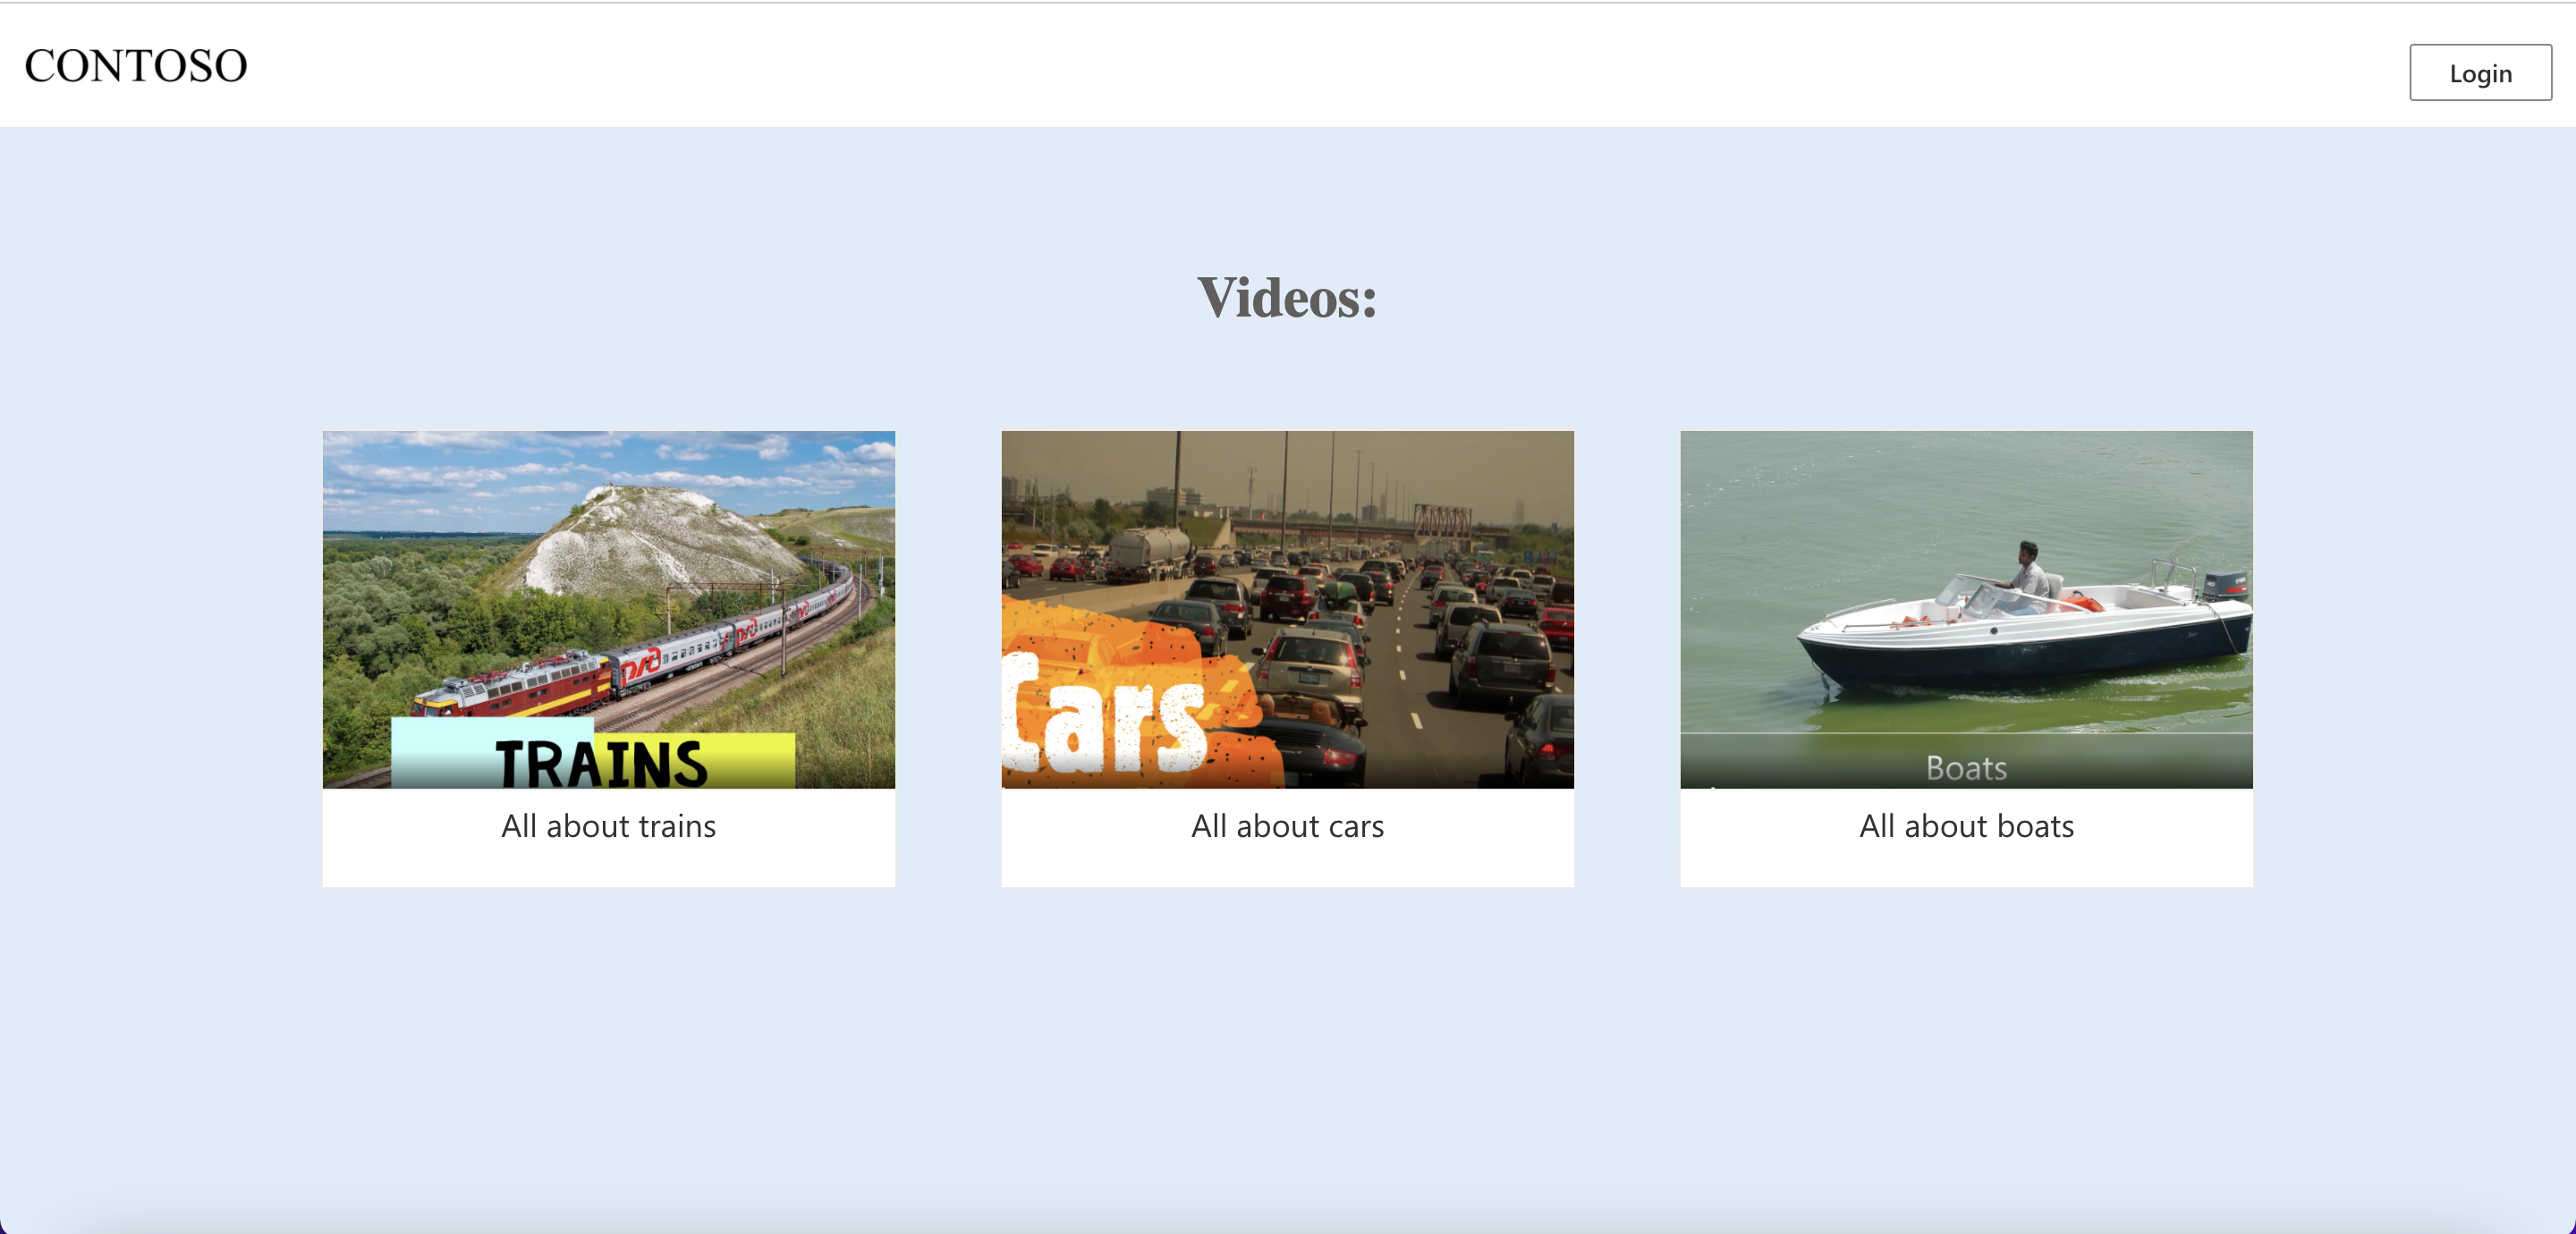 CONTOSO
Login
Videos:
TRAINS
Cars
Boats
All about trains
All about cars
All about boats